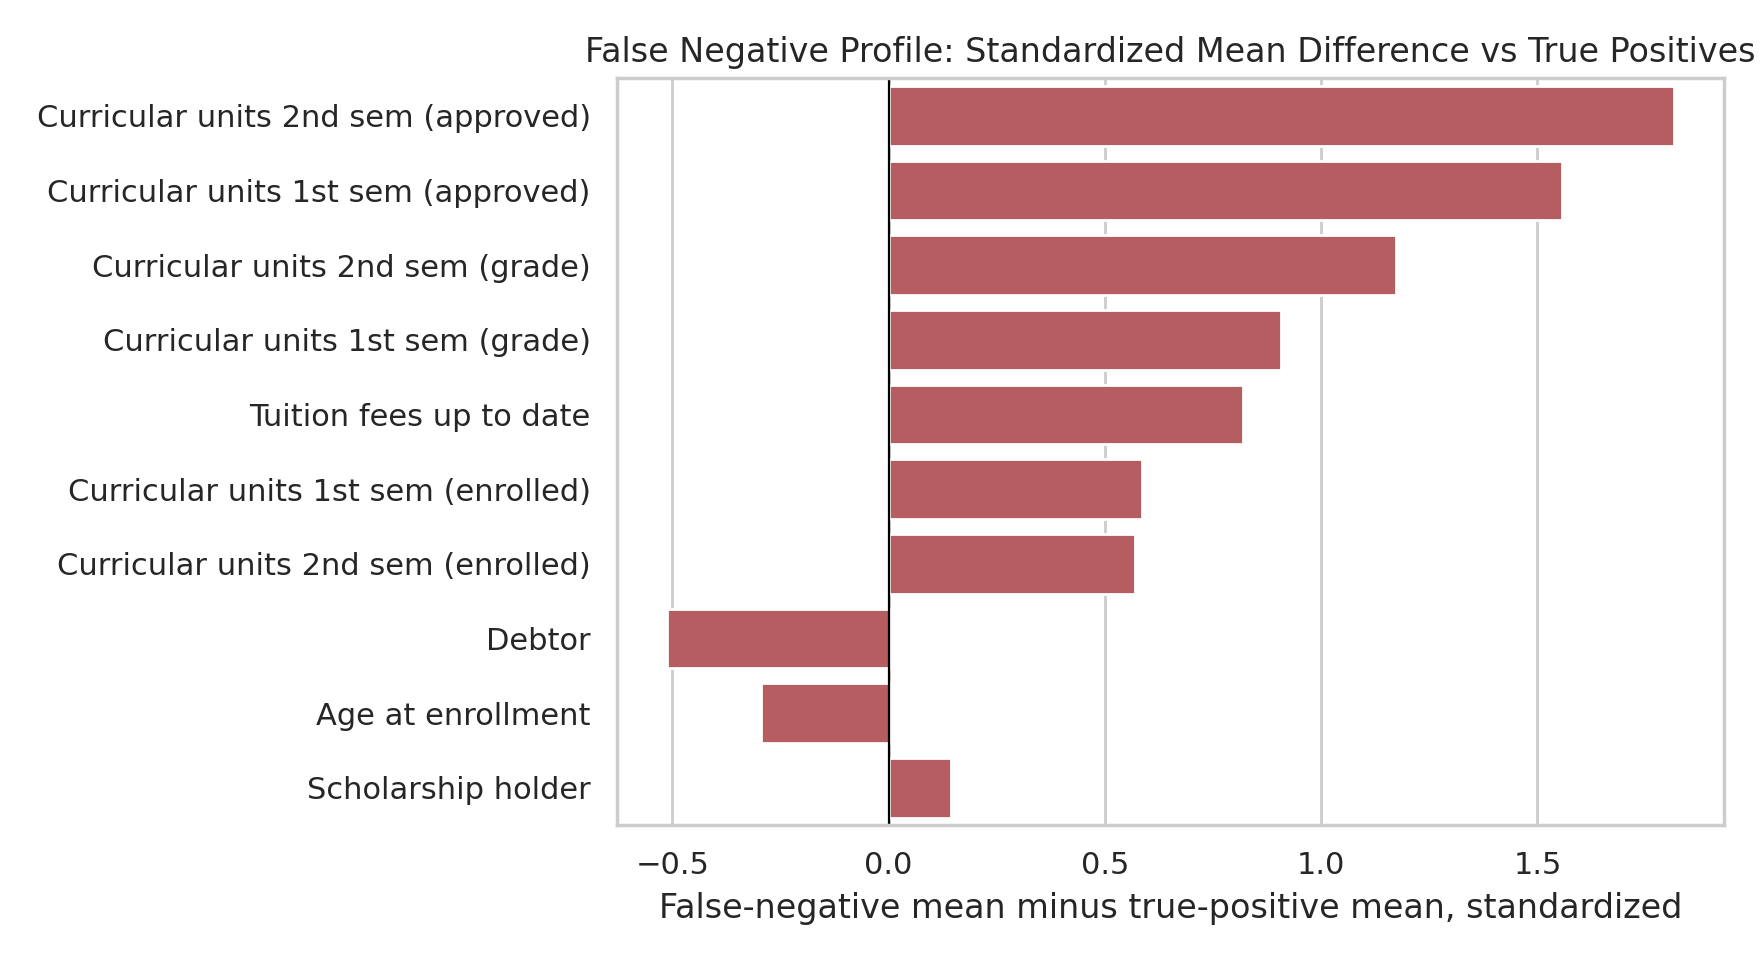 False Negative Profile: Standardized Mean Difference vs True Positives
Curricular units 2nd sem (approved)
Curricular units 1st sem (approved)
Curricular units 2nd sem (grade)
Curricular units 1st sem (grade)
Tuition fees up to date
Curricular units 1st sem (enrolled)
Curricular units 2nd sem (enrolled)
Debtor
Age at enrollment
Scholarship holder
−0.5 0.0 0.5 1.0 1.5
False-negative mean minus true-positive mean, standardized